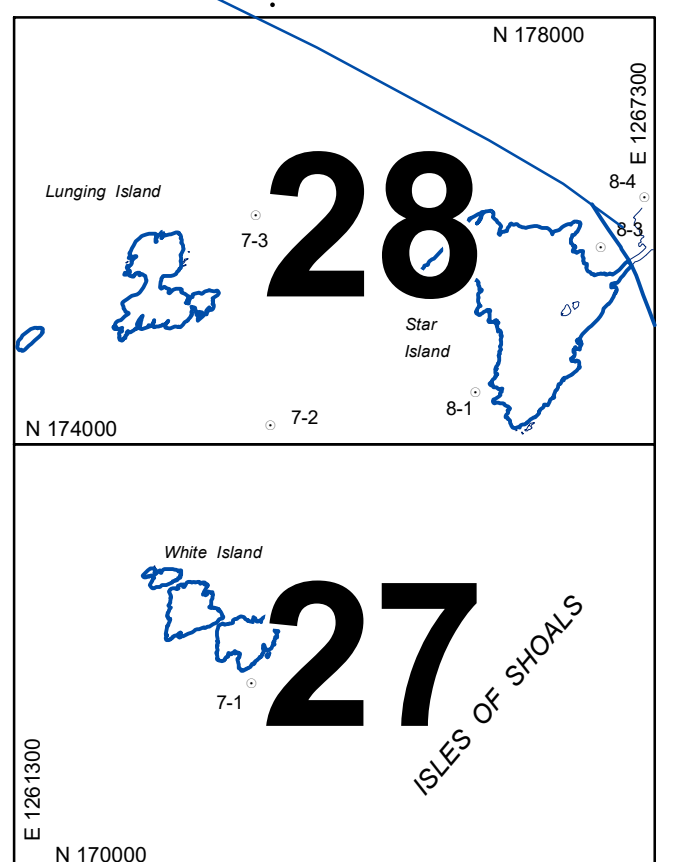 N 178000
E 1267300
28
Lunging Island
8-4
8-3
7-3
Star
Island
8-1
7-2
N 174000
White Island
27
7-1
ISLES OF SHOALS
E 1261300
N 170000